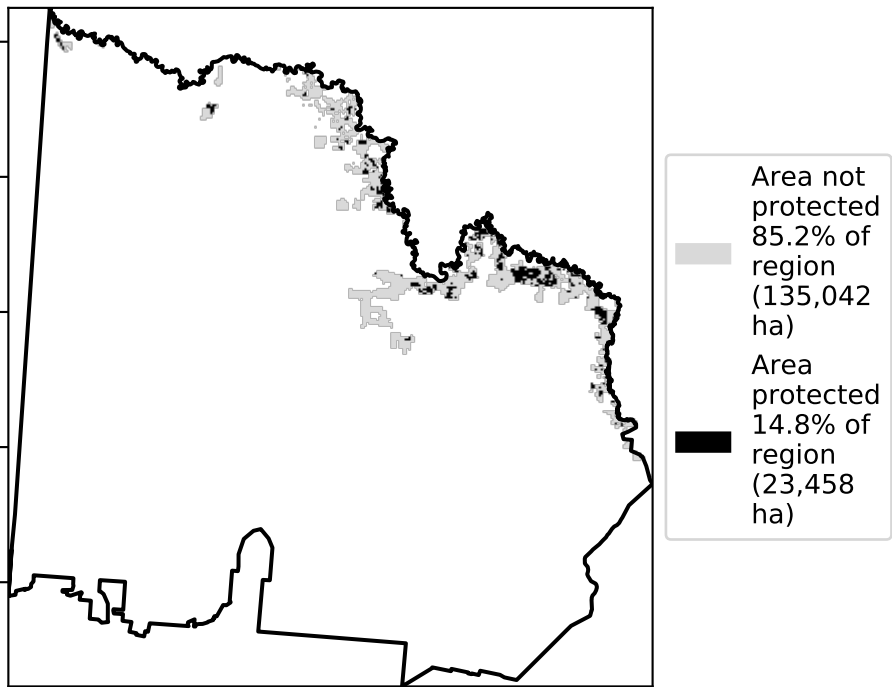 Area not
protected
85.2% of
region
(135,042
ha)
Area
protected
14.8% of
region
(23,458
ha)